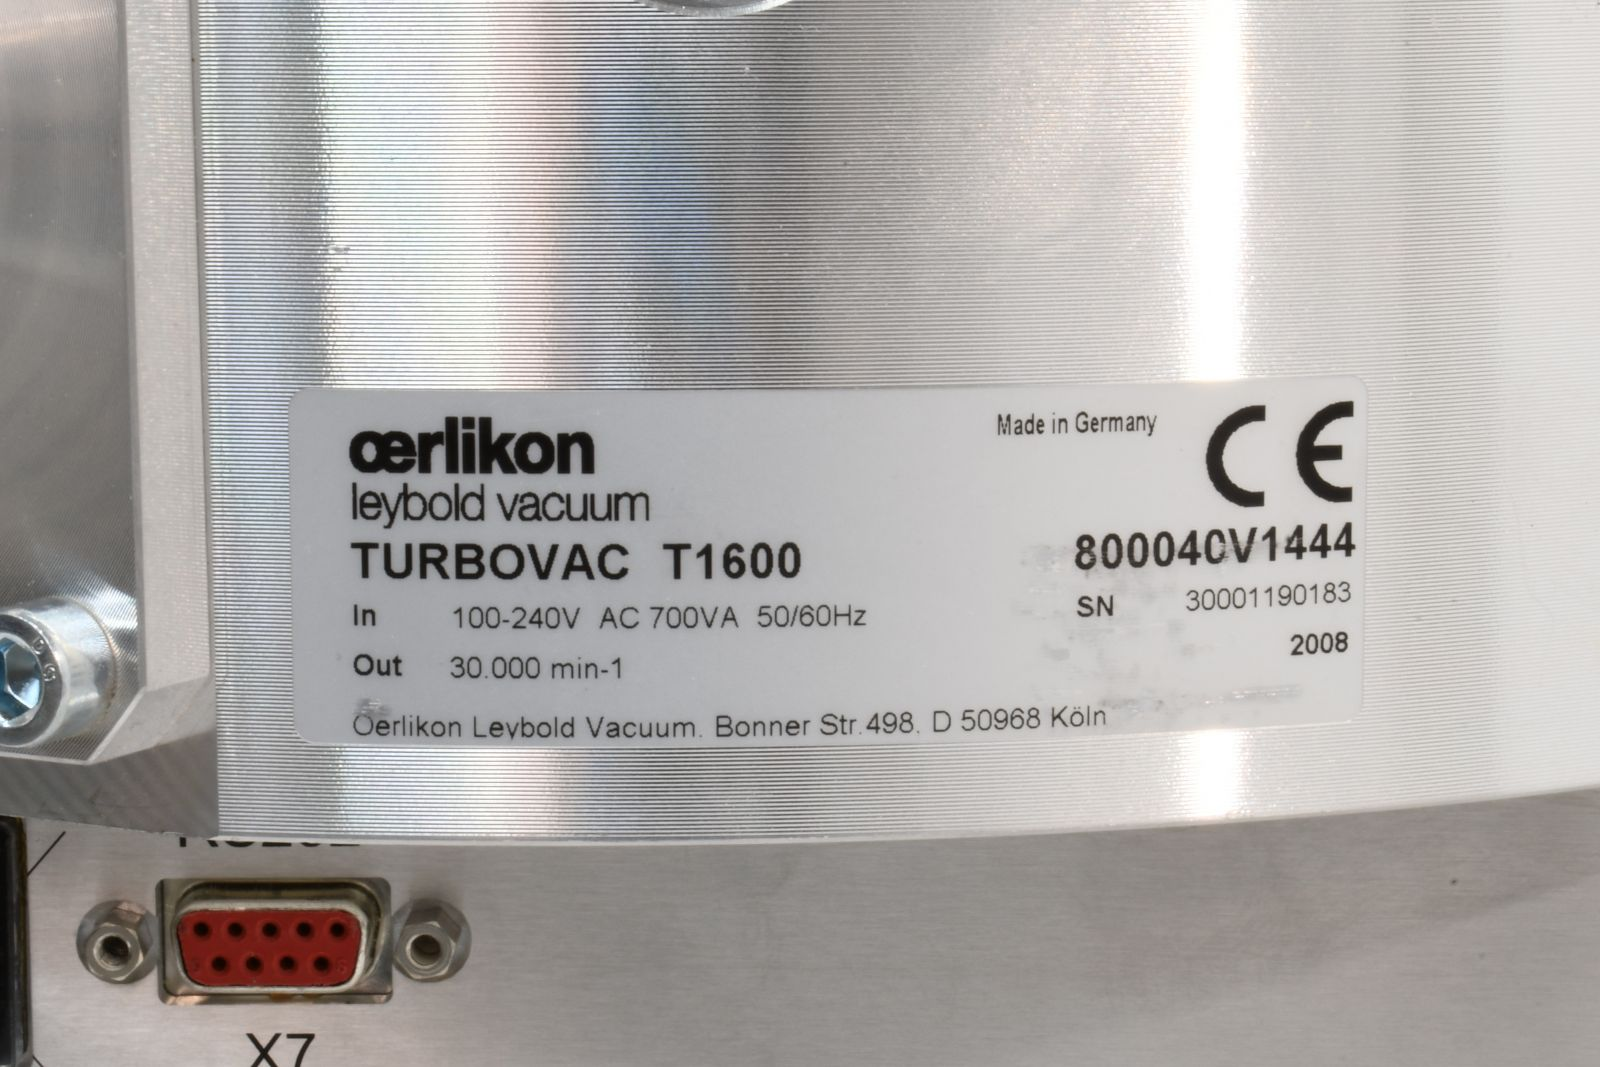 œrlikon
leybold vacuum
Made in Germany
CE
TURBOVAC T1600
800040V1444
In 100-240V AC 700VA 50/60Hz
SN 30001190183
Out 30.000 min-1
2008
Oerlikon Leybold Vacuum. Bonner Str.498. D 50968 Köln
X7